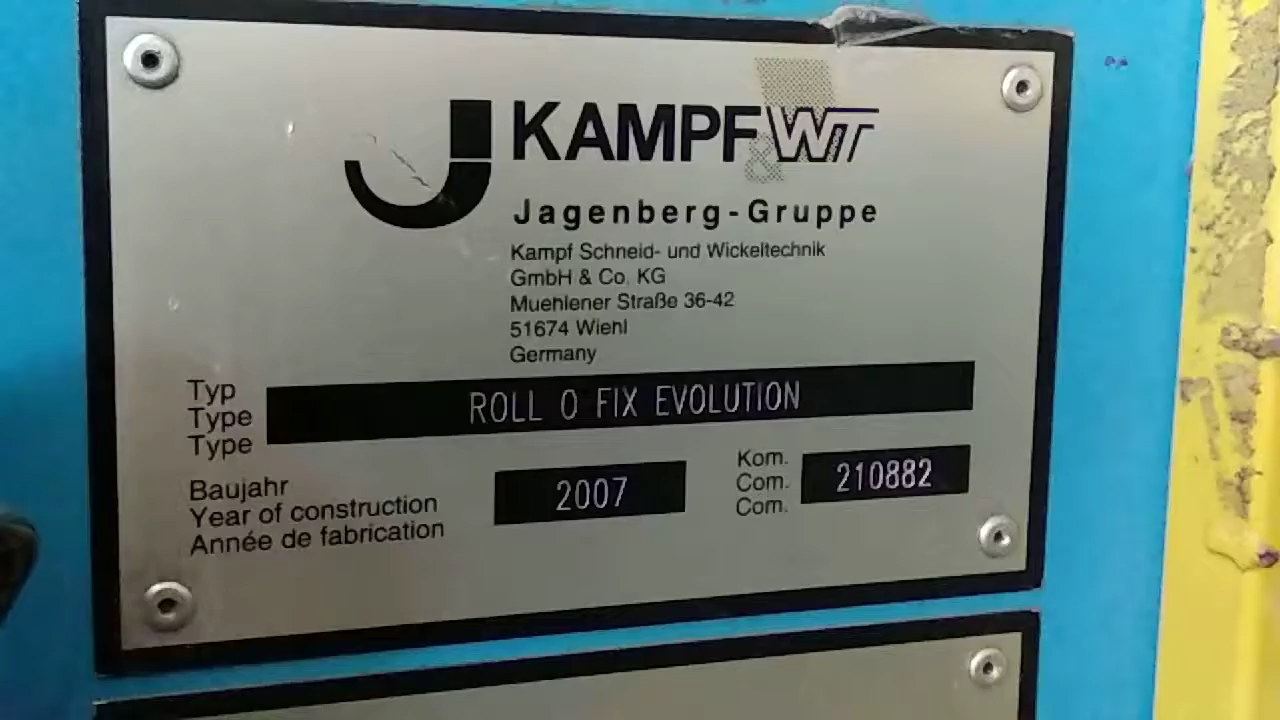 KAMPF & WT
Jagenberg-Gruppe
Kampf Schneid- und Wickeltechnik
GmbH & Co. KG
Muehlener Straße 36-42
51674 Wiehl
Germany
Typ
Type
Type
ROLL O FIX EVOLUTION
Baujahr
Year of construction
Année de fabrication
2007
Kom.
Com.
Com.
210882